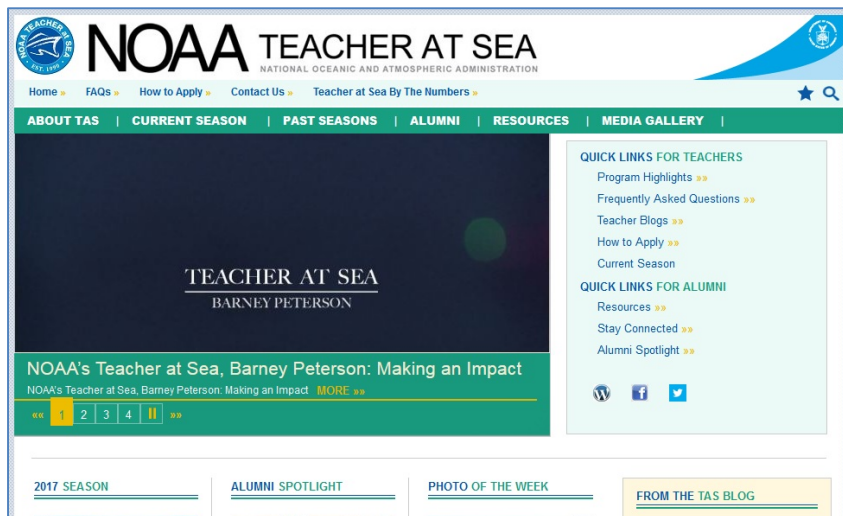 NOAA TEACHER at SEA
EST. 1990
NOAA TEACHER AT SEA
NATIONAL OCEANIC AND ATMOSPHERIC ADMINISTRATION
Home » FAQs » How to Apply » Contact Us » Teacher at Sea By The Numbers »
ABOUT TAS | CURRENT SEASON | PAST SEASONS | ALUMNI | RESOURCES | MEDIA GALLERY |
TEACHER AT SEA
BARNEY PETERSON
NOAA's Teacher at Sea, Barney Peterson: Making an Impact
NOAA's Teacher at Sea, Barney Peterson: Making an Impact MORE »»
«« 1 2 3 4 »»
QUICK LINKS FOR TEACHERS
Program Highlights »»
Frequently Asked Questions »»
Teacher Blogs »»
How to Apply »»
Current Season
QUICK LINKS FOR ALUMNI
Resources »»
Stay Connected »»
Alumni Spotlight »»
2017 SEASON
ALUMNI SPOTLIGHT
PHOTO OF THE WEEK
FROM THE TAS BLOG